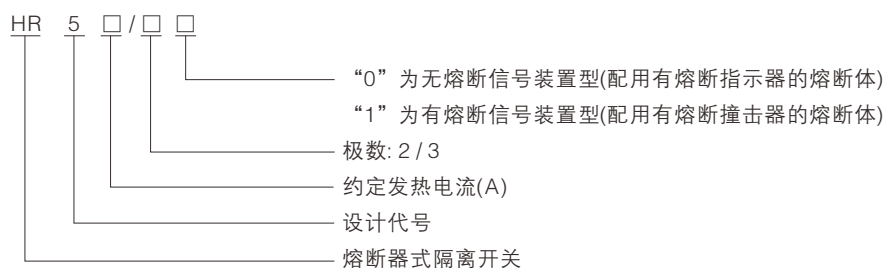 HR 5 □/□ □
“0”为无熔断信号装置型(配用有熔断指示器的熔断体)
“1”为有熔断信号装置型(配用有熔断撞击器的熔断体)
极数: 2 / 3
约定发热电流(A)
设计代号
熔断器式隔离开关